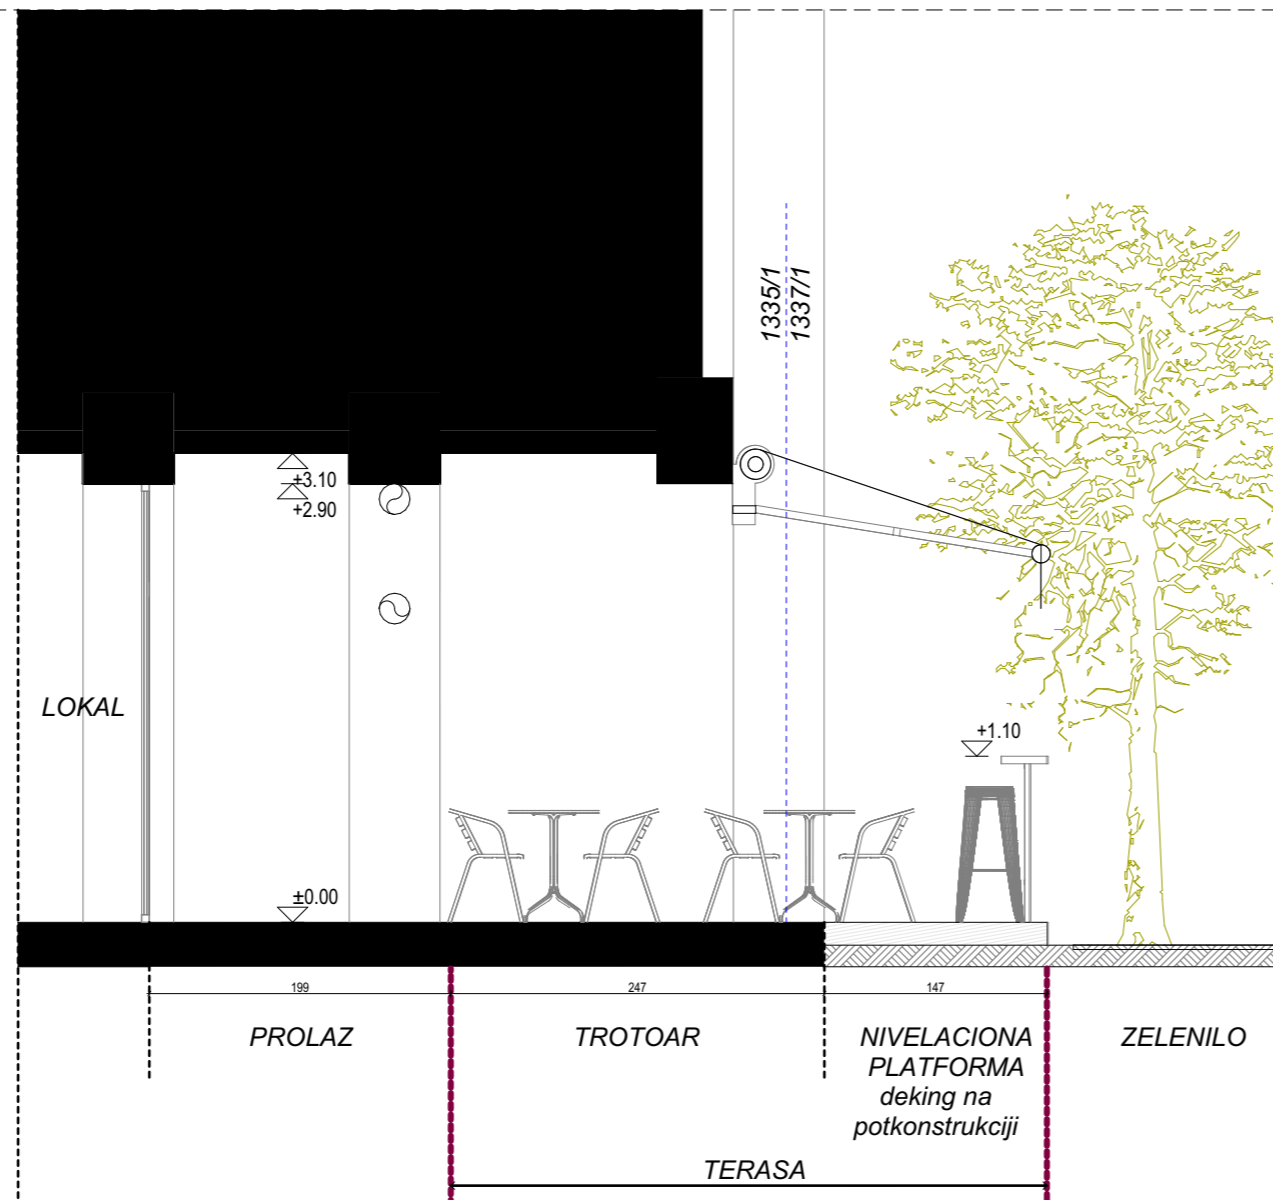 1335/1
1337/1
+3.10
+2.90
LOKAL
+1.10
±0.00
199
247
147
PROLAZ
TROTOAR
NIVELACIONA
PLATFORMA
deking na
potkonstrukciji
ZELENILO
TERASA